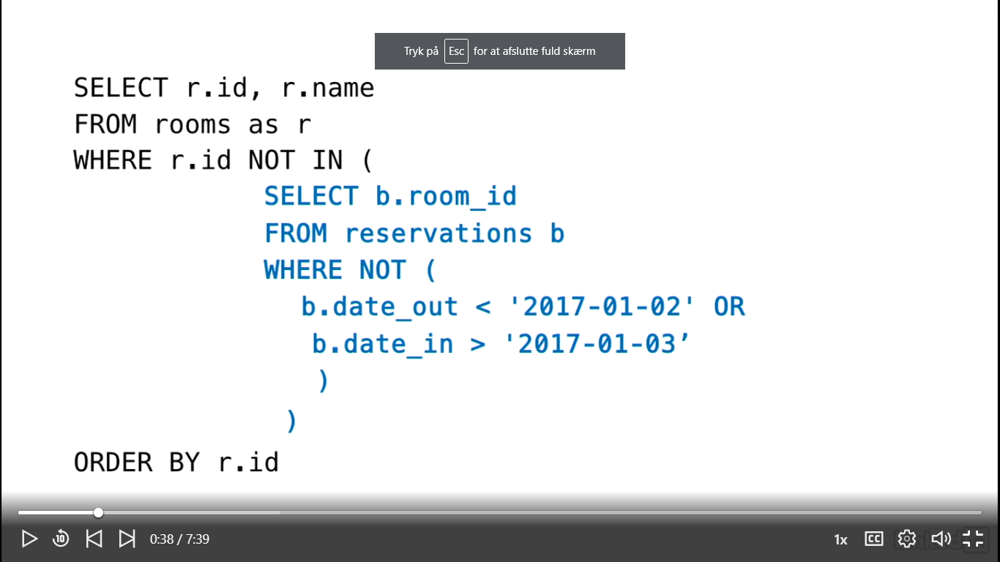 Tryk på Esc for at afslutte fuld skærm
SELECT r.id, r.name
FROM rooms as r
WHERE r.id NOT IN (
SELECT b.room_id
FROM reservations b
WHERE NOT (
b.date_out < '2017-01-02' OR
b.date_in > '2017-01-03’
)
)
ORDER BY r.id
10 0:38 / 7:39 1x CC